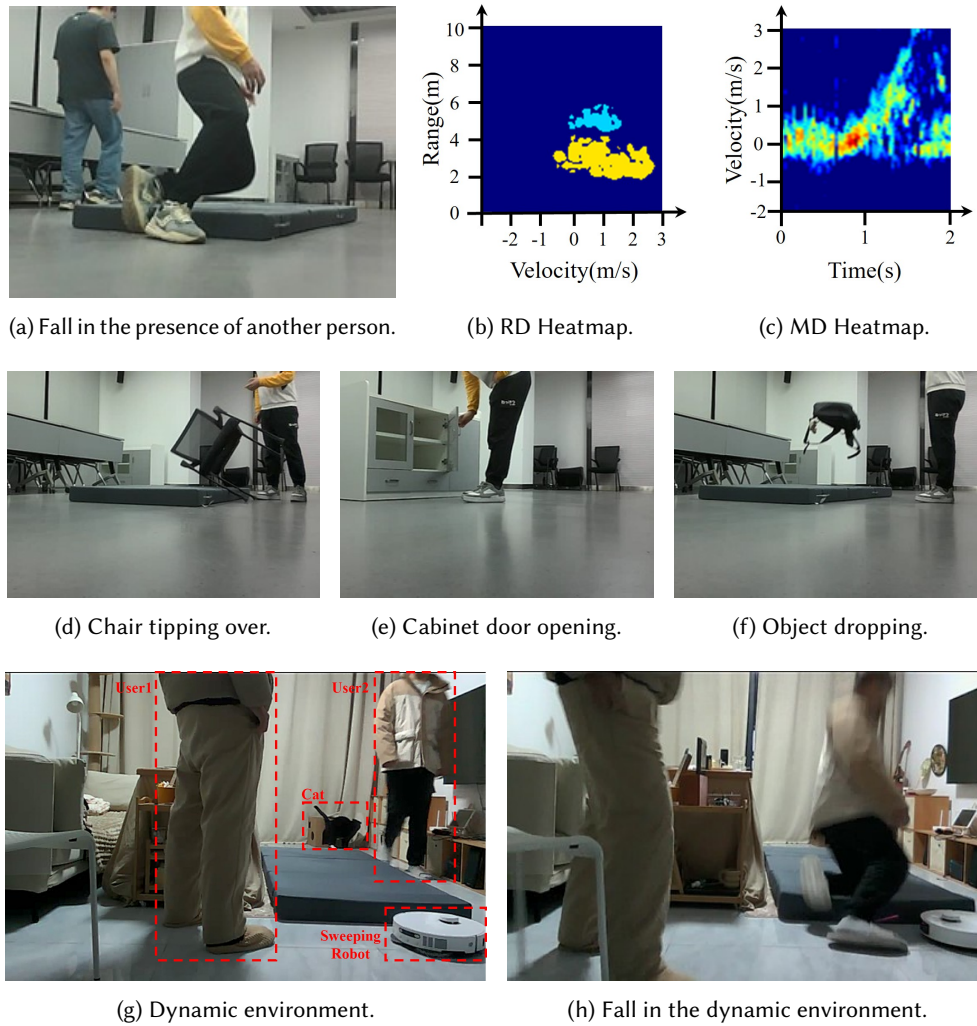 10
8
6
4
2
0
Range(m)
-2 -1 0 1 2 3
Velocity(m/s)
3
2
1
0
-1
-2
Velocity(m/s)
0 1 2
Time(s)
(a) Fall in the presence of another person.
(b) RD Heatmap.
(c) MD Heatmap.
(d) Chair tipping over.
(e) Cabinet door opening.
(f) Object dropping.
User1
User2
Cat
Sweeping
Robot
(g) Dynamic environment.
(h) Fall in the dynamic environment.